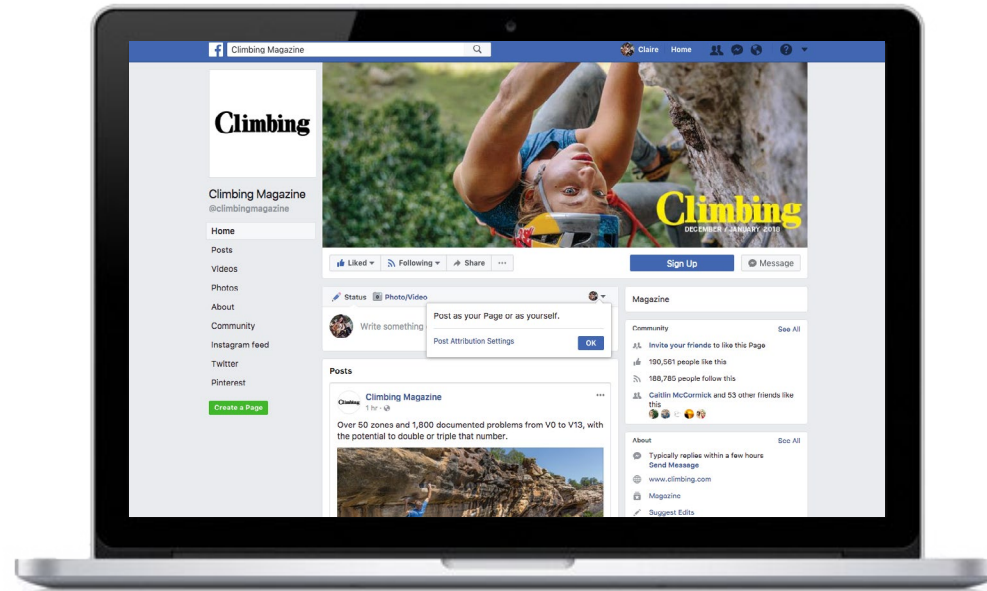 Climbing Magazine
Claire Home
Climbing
Climbing
DECEMBER / JANUARY 2018
Climbing Magazine
@climbingmagazine
Home
Posts
Videos
Photos
About
Community
Instagram feed
Twitter
Pinterest
Create a Page
Liked Following Share
Sign Up
Message
Status Photo/Video
Write something
Post as your Page or as yourself.
Post Attribution Settings
OK
Posts
Climbing
Climbing Magazine
1 hr
Over 50 zones and 1,800 documented problems from V0 to V13, with
the potential to double or triple that number.
Magazine
Community See All
Invite your friends to like this Page
190,561 people like this
188,785 people follow this
Caitlin McCormick and 53 other friends like
this
About See All
Typically replies within a few hours
Send Message
www.climbing.com
Magazine
Suggest Edits